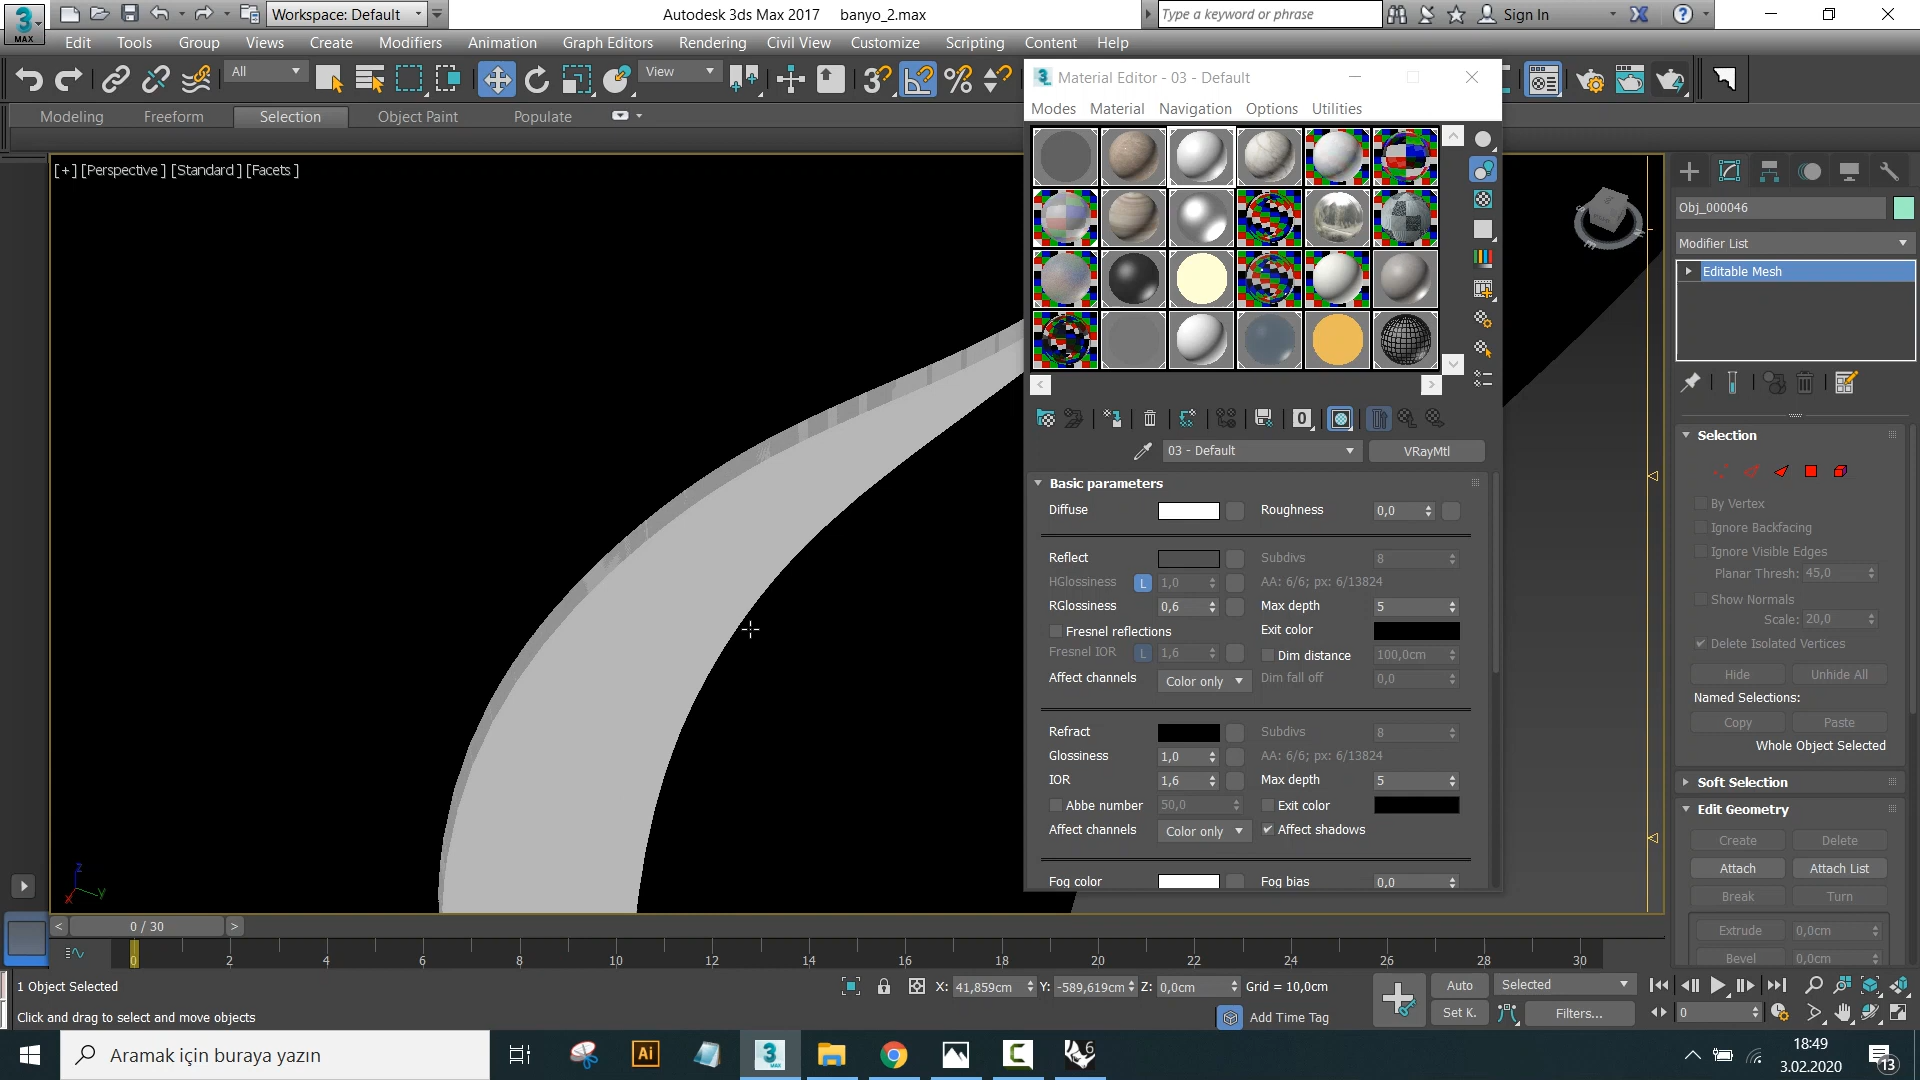 3 MAX
Workspace: Default
Autodesk 3ds Max 2017 banyo_2.max
Type a keyword or phrase
Sign In
Edit Tools Group Views Create Modifiers Animation Graph Editors Rendering Civil View Customize Scripting Content Help
All
View
Modeling Freeform Selection Object Paint Populate
[+] [Perspective ] [Standard ] [Facets ]
Material Editor - 03 - Default
Modes Material Navigation Options Utilities
03 - Default
VRayMtl
Basic parameters
Diffuse
Roughness 0,0
Reflect
Subdivs 8
HGlossiness L 1,0
AA: 6/6; px: 6/13824
RGlossiness 0,6
Max depth 5
Fresnel reflections
Exit color
Fresnel IOR L 1,6
Dim distance 100,0cm
Affect channels Color only
Dim fall off 0,0
Refract
Subdivs 8
Glossiness 1,0
AA: 6/6; px: 6/13824
IOR 1,6
Max depth 5
Abbe number 50,0
Exit color
Affect channels Color only
Affect shadows
Fog color
Fog bias 0,0
Obj_000046
Modifier List
Editable Mesh
Selection
By Vertex
Ignore Backfacing
Ignore Visible Edges
Planar Thresh: 45,0
Show Normals
Scale: 20,0
Delete Isolated Vertices
Hide Unhide All
Named Selections:
Copy Paste
Whole Object Selected
Soft Selection
Edit Geometry
Create Delete
Attach Attach List
Break Turn
Extrude 0,0cm
Bevel 0,0cm
z
x y
< 0 / 30 >
0 2 4 6 8 10 12 14 16 18 20 22 24 26 28 30
1 Object Selected
X: 41,859cm Y: -589,619cm Z: 0,0cm Grid = 10,0cm
Auto Selected
Click and drag to select and move objects
Add Time Tag
Set K. Filters... 0
Aramak için buraya yazın
Ai
3 MAX
6
18:49
3.02.2020
13